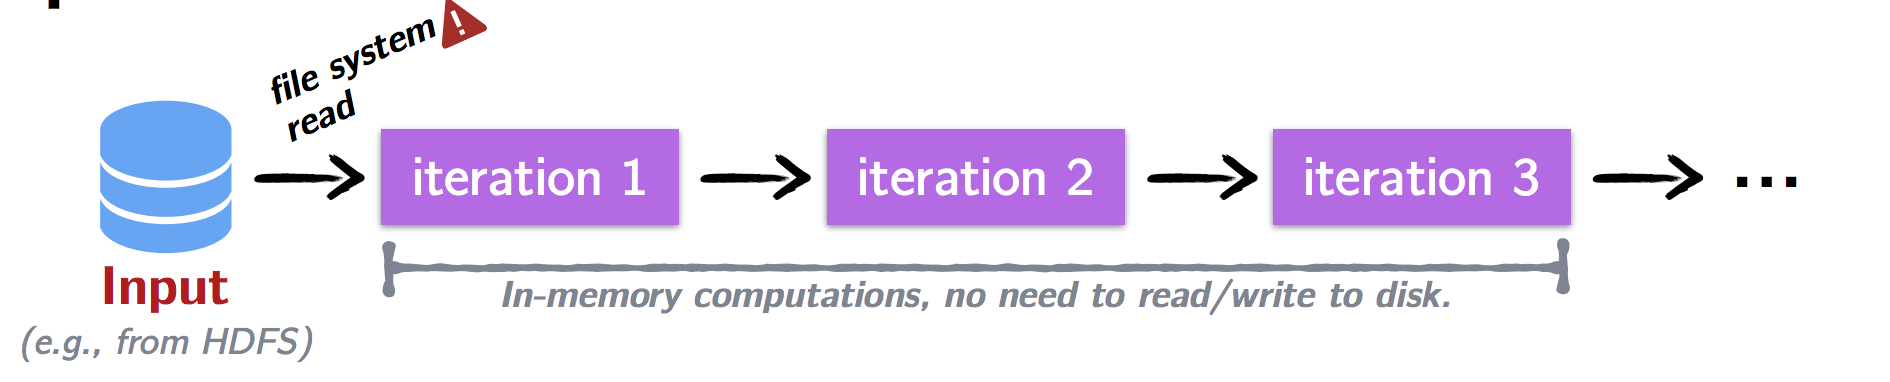 file system
read
iteration 1
iteration 2
iteration 3
...
Input
(e.g., from HDFS)
In-memory computations, no need to read/write to disk.